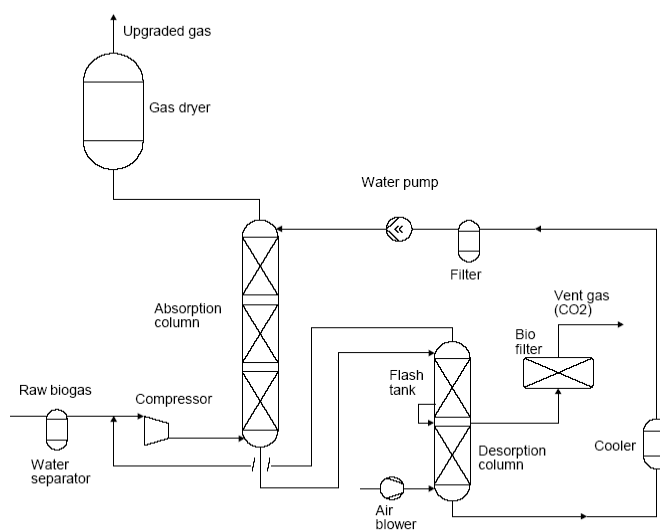 Upgraded gas
Gas dryer
Water pump
Filter
Vent gas
(CO2)
Absorption
column
Bio
filter
Flash
tank
Raw biogas
Compressor
Water
separator
Desorption
column
Cooler
Air
blower